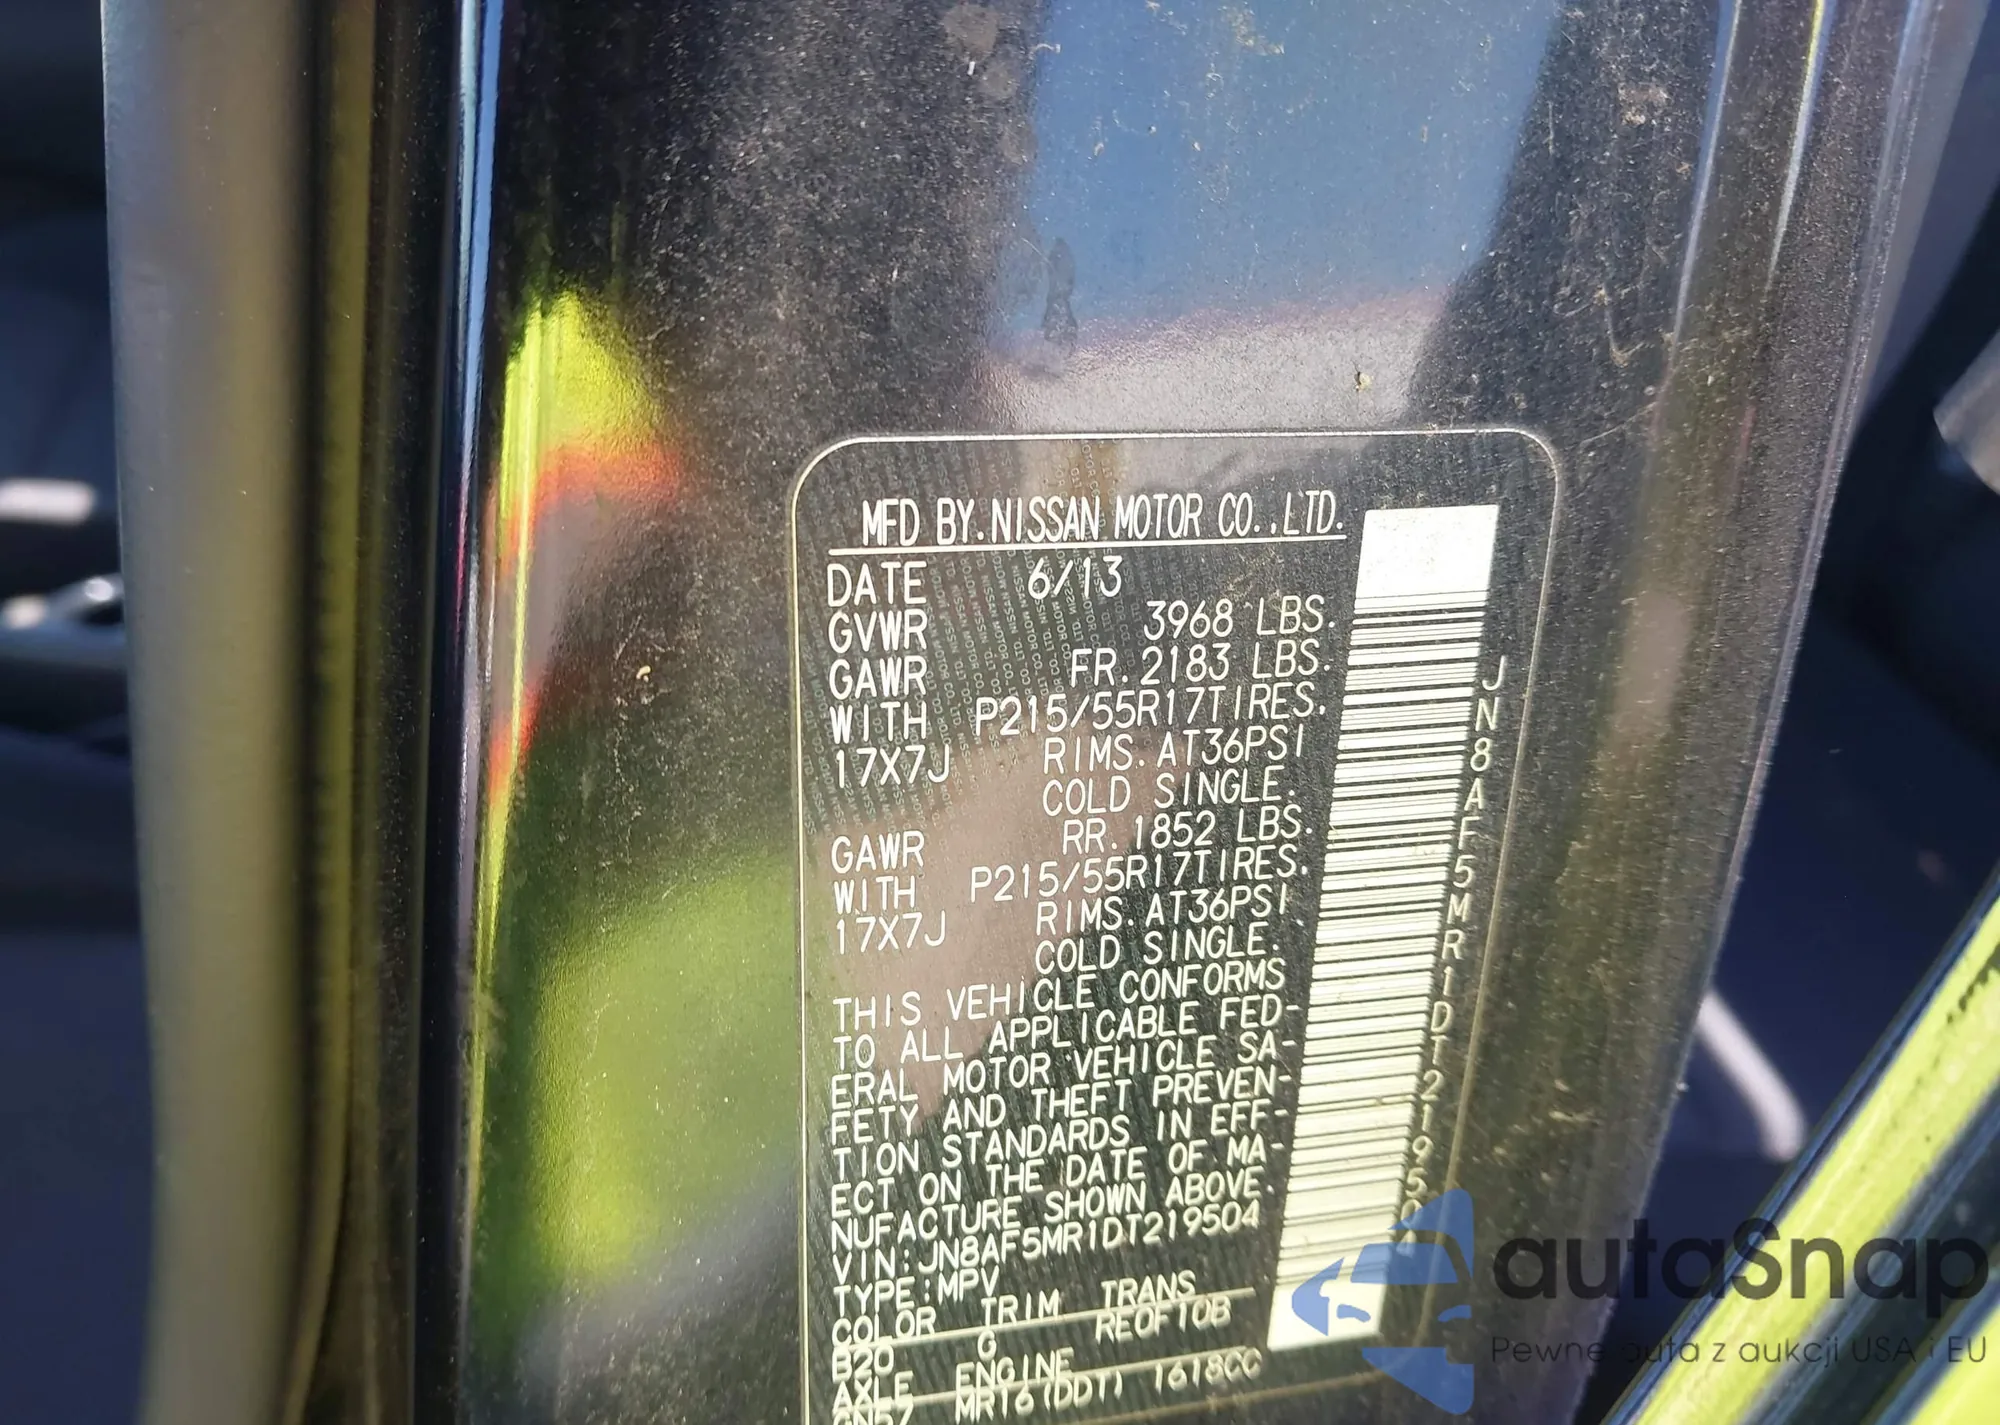 MFD BY.NISSAN MOTOR CO.,LTD.
DATE 6/13
GVWR 3968 LBS.
GAWR FR. 2183 LBS.
WITH P215/55R17TIRES.
17X7J RIMS. AT36PSI
COLD SINGLE.
GAWR RR. 1852 LBS.
WITH P215/55R17TIRES.
17X7J RIMS. AT36PSI
COLD SINGLE.
THIS VEHICLE CONFORMS
TO ALL APPLICABLE FED-
ERAL MOTOR VEHICLE SA-
FETY AND THEFT PREVEN-
TION STANDARDS IN EFF-
ECT ON THE DATE OF MA-
NUFACTURE SHOWN ABOVE.
VIN:JN8AF5MR1DT219504
TYPE:MPV
COLOR TRIM TRANS
B20 G RE0F10B
AXLE ENGINE
GN57 MR16(DDT) 1618CC
JN8AF5MR1DT219504
autaSnap
Pewne auta z aukcji USA i EU